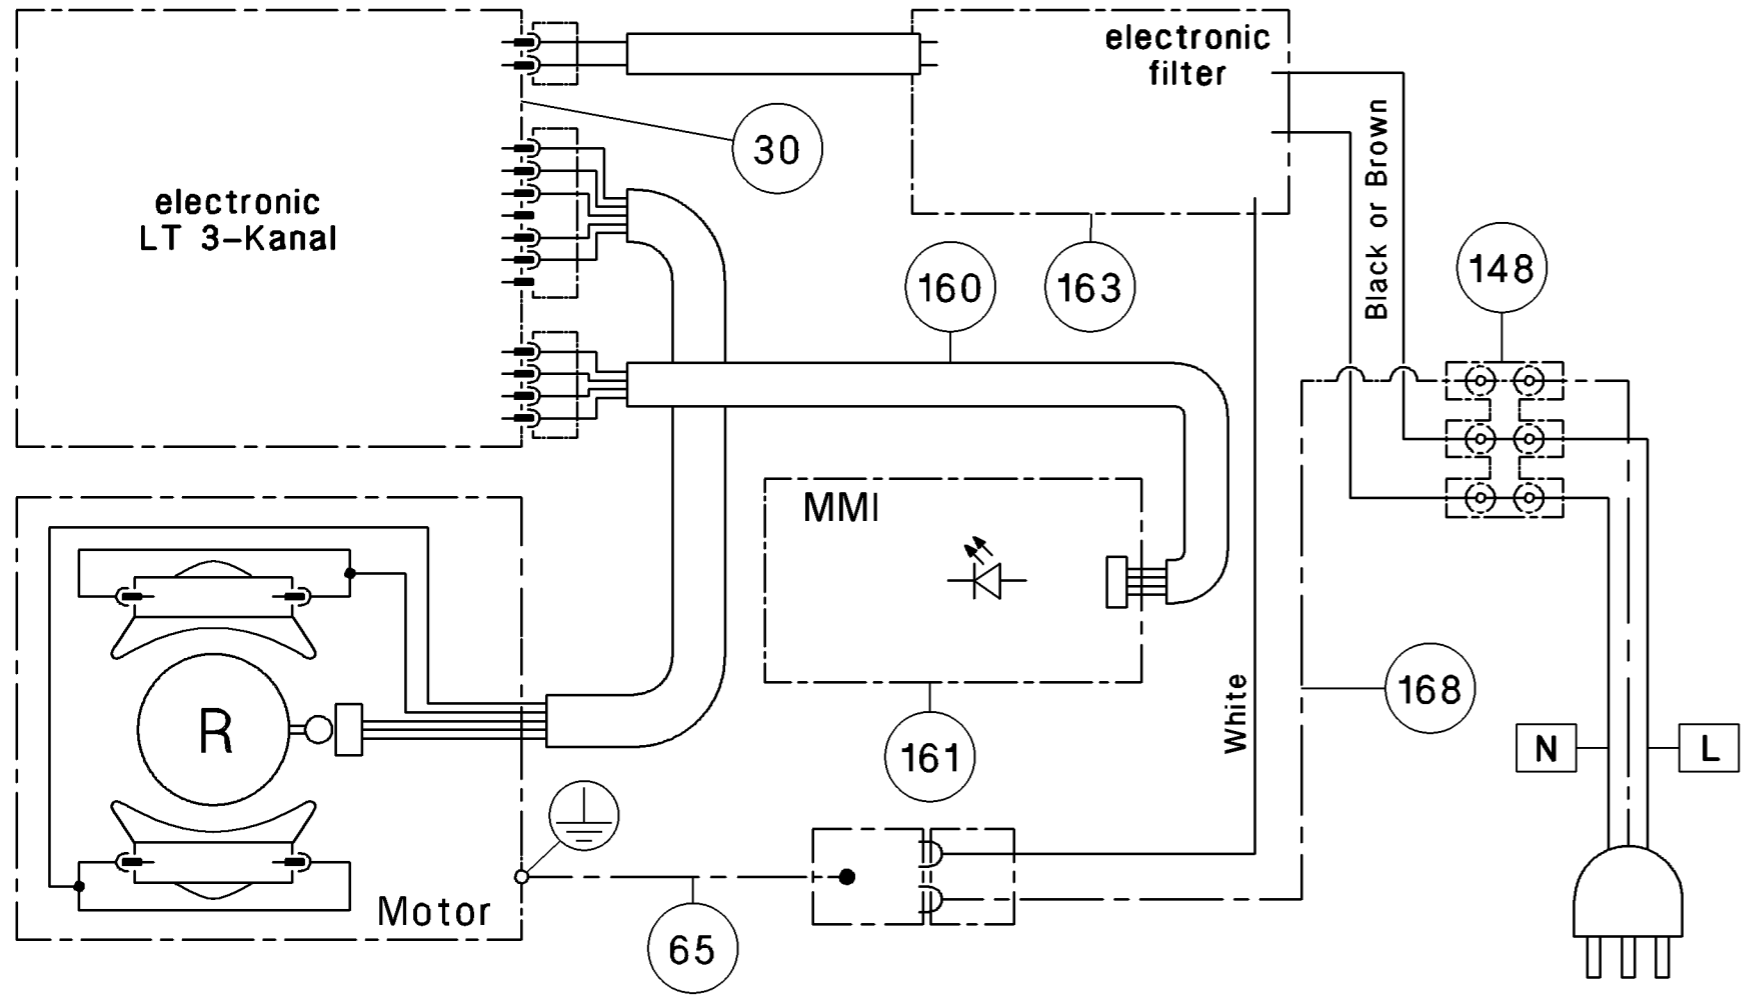 electronic
filter
30
electronic
LT 3-Kanal
Black or Brown
148
160
163
MMI
White
168
N
L
161
R
Motor
65